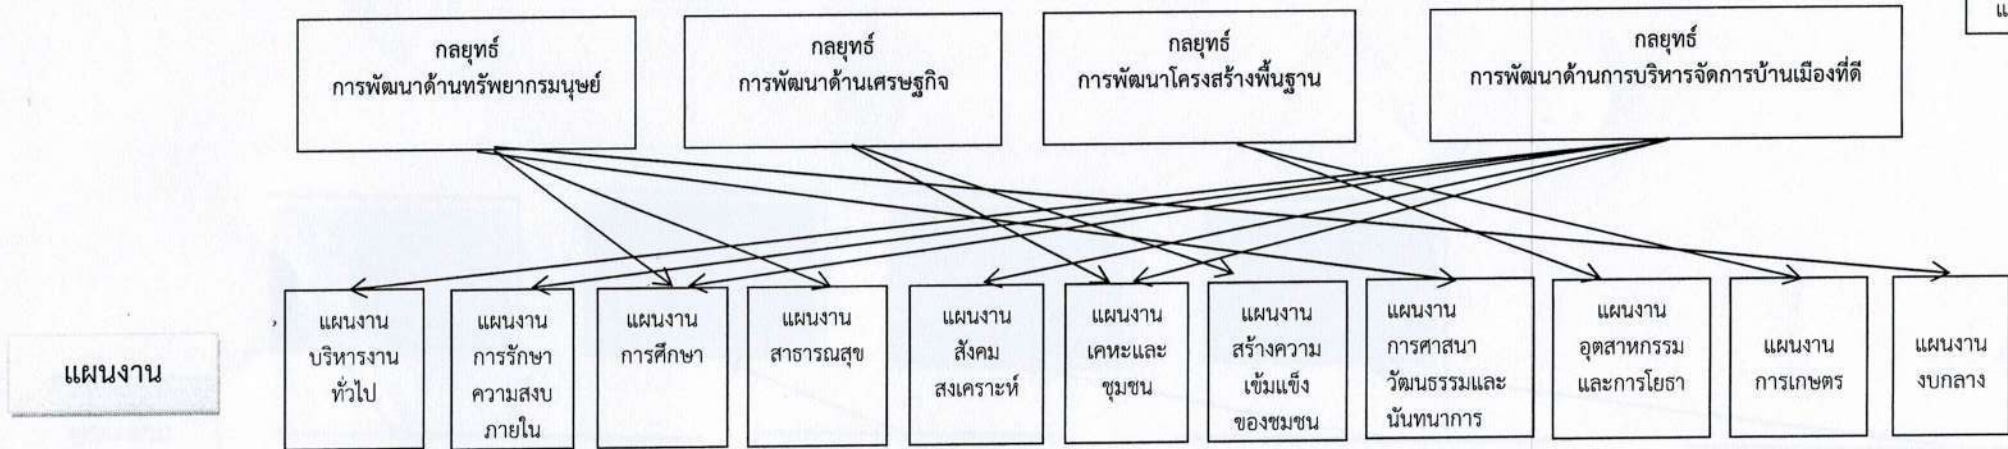 กลยุทธ์
การพัฒนาด้านทรัพยากรมนุษย์
กลยุทธ์
การพัฒนาด้านเศรษฐกิจ
กลยุทธ์
การพัฒนาโครงสร้างพื้นฐาน
กลยุทธ์
การพัฒนาด้านการบริหารจัดการบ้านเมืองที่ดี
แผนงาน
แผนงาน
บริหารงาน
ทั่วไป
แผนงาน
การรักษา
ความสงบ
ภายใน
แผนงาน
การศึกษา
แผนงาน
สาธารณสุข
แผนงาน
สังคม
สงเคราะห์
แผนงาน
เคหะและ
ชุมชน
แผนงาน
สร้างความ
เข้มแข็ง
ของชุมชน
แผนงาน
การศาสนา
วัฒนธรรมและ
นันทนาการ
แผนงาน
อุตสาหกรรม
และการโยธา
แผนงาน
การเกษตร
แผนงาน
งบกลาง